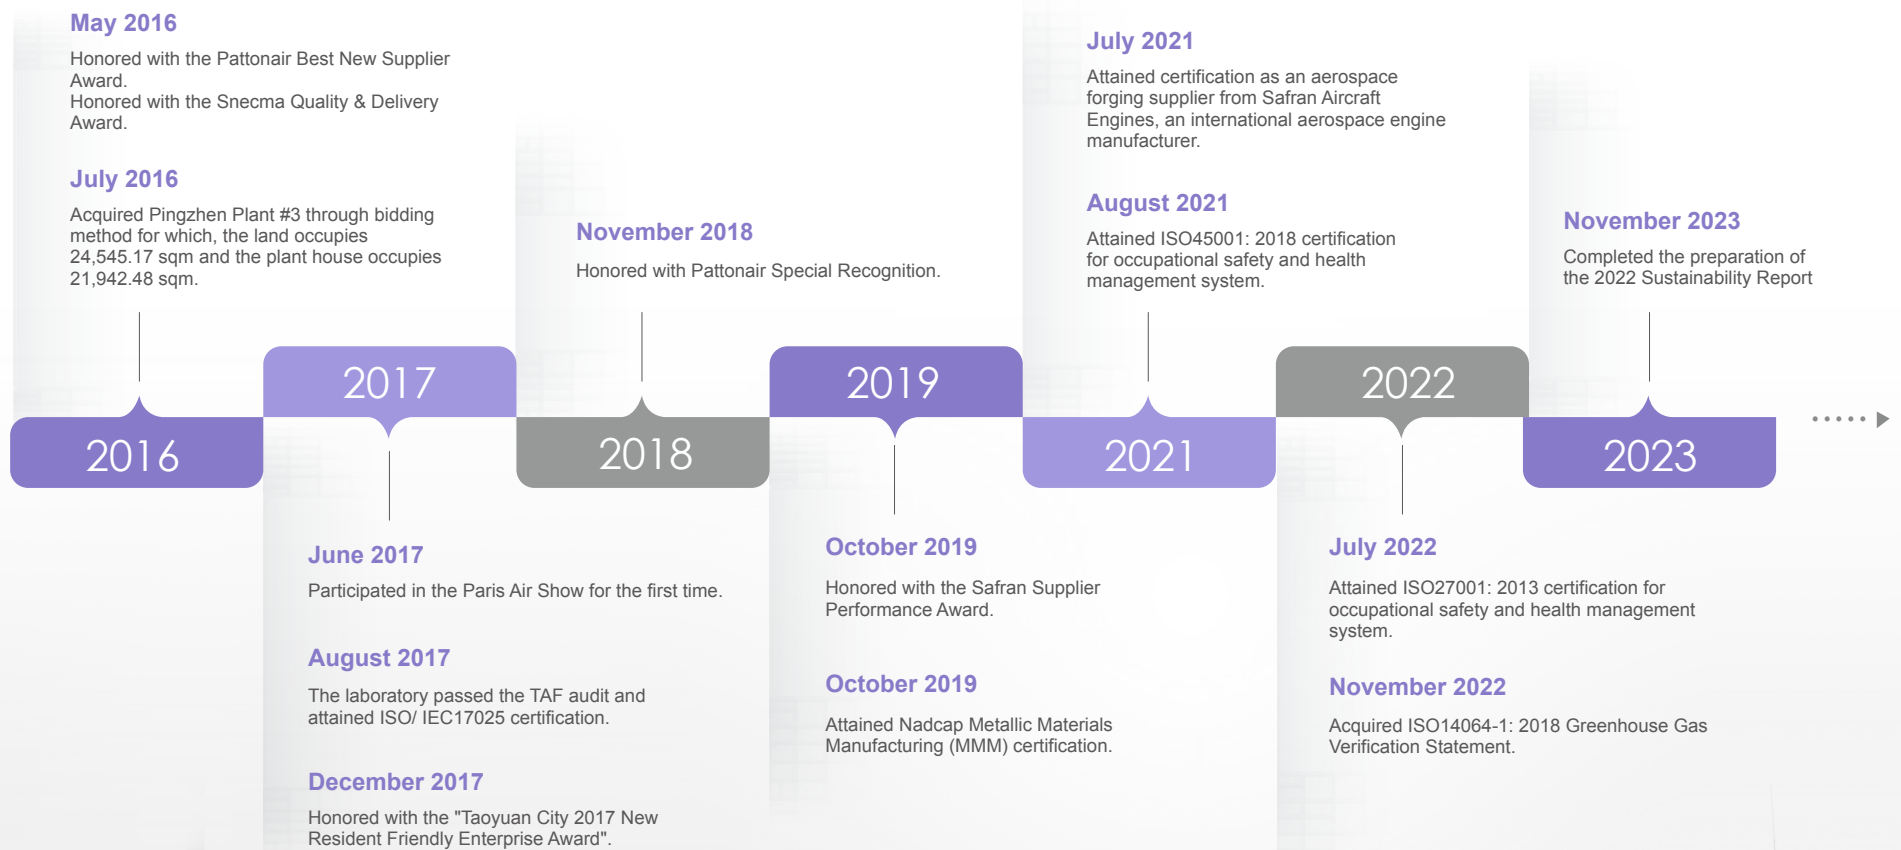 May 2016
Honored with the Pattonair Best New Supplier
Award.
Honored with the Snecma Quality & Delivery
Award.
July 2016
Acquired Pingzhen Plant #3 through bidding
method for which, the land occupies
24,545.17 sqm and the plant house occupies
21,942.48 sqm.
2016
2017
June 2017
Participated in the Paris Air Show for the first time.
August 2017
The laboratory passed the TAF audit and
attained ISO/ IEC17025 certification.
December 2017
Honored with the "Taoyuan City 2017 New
Resident Friendly Enterprise Award".
November 2018
Honored with Pattonair Special Recognition.
2018
2019
October 2019
Honored with the Safran Supplier
Performance Award.
October 2019
Attained Nadcap Metallic Materials
Manufacturing (MMM) certification.
July 2021
Attained certification as an aerospace
forging supplier from Safran Aircraft
Engines, an international aerospace engine
manufacturer.
August 2021
Attained ISO45001: 2018 certification
for occupational safety and health
management system.
2021
2022
July 2022
Attained ISO27001: 2013 certification for
occupational safety and health management
system.
November 2022
Acquired ISO14064-1: 2018 Greenhouse Gas
Verification Statement.
November 2023
Completed the preparation of
the 2022 Sustainability Report
2023